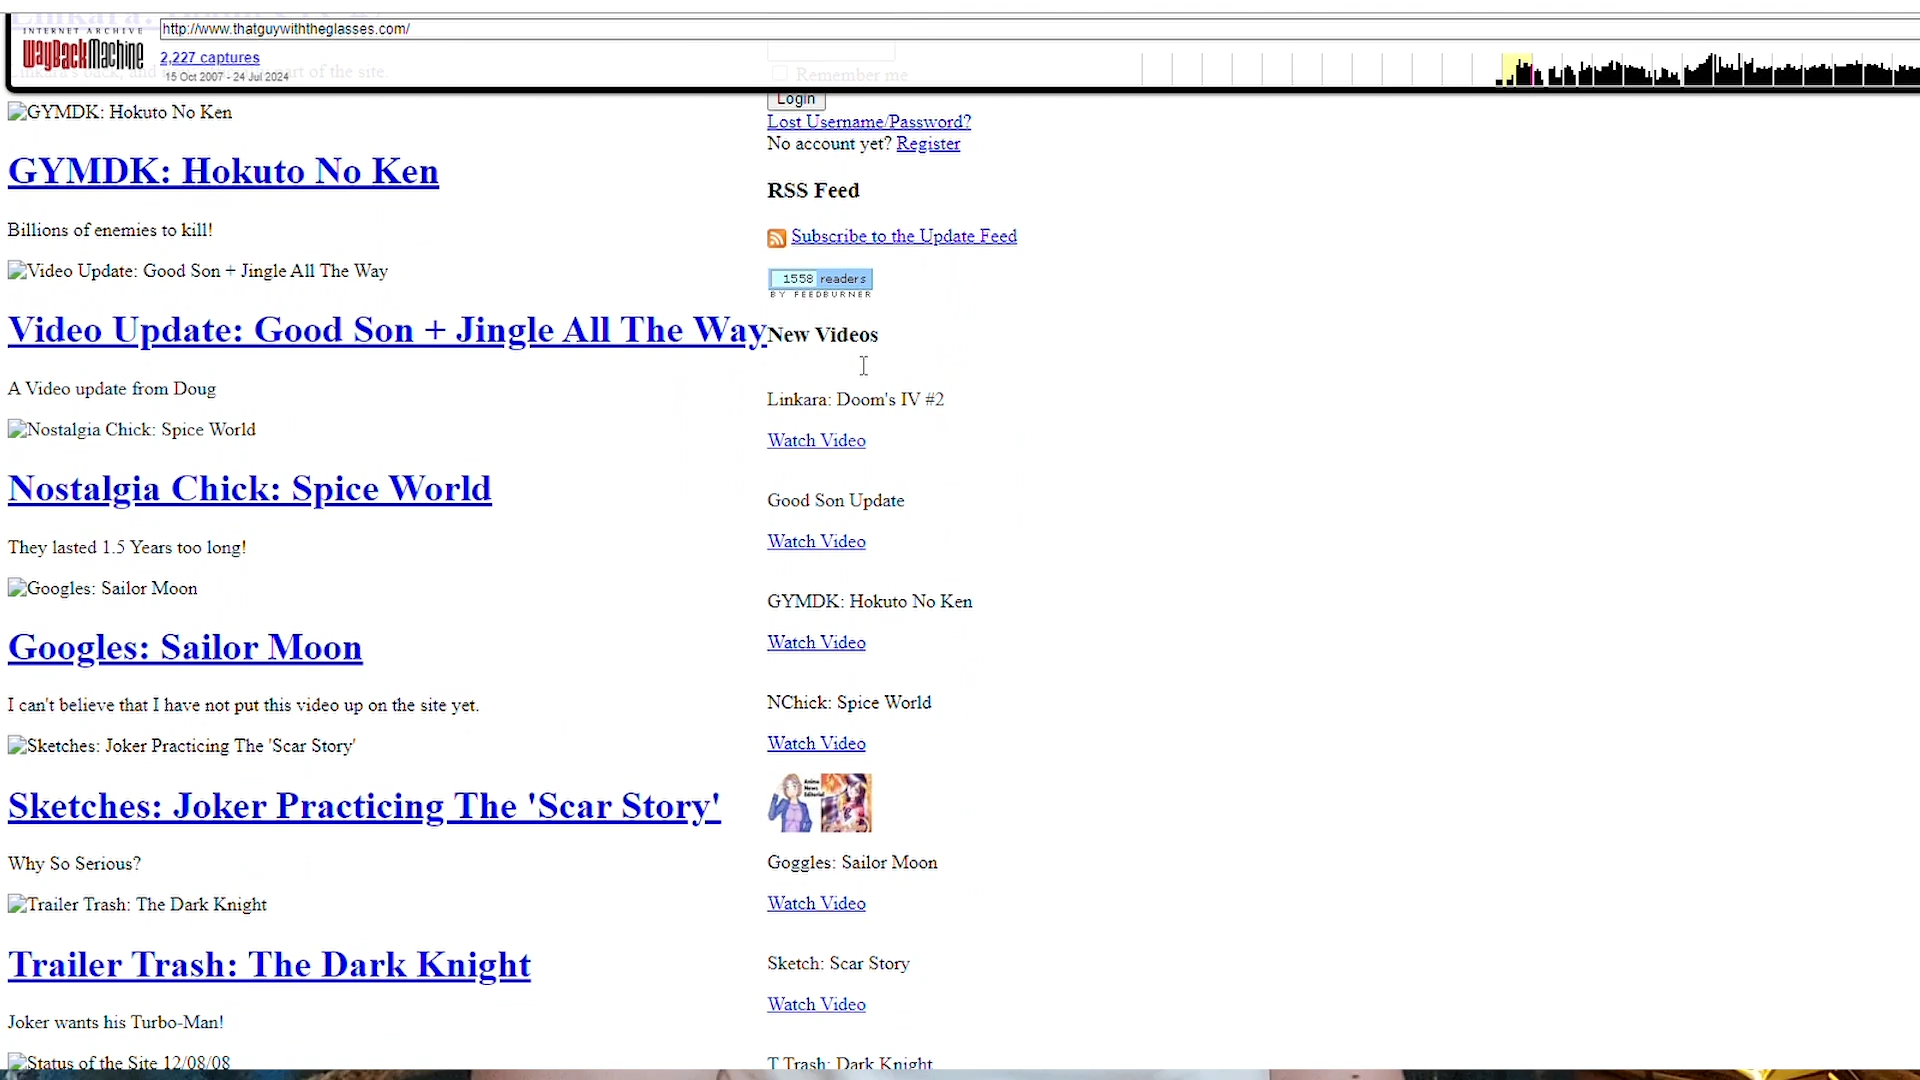 INTERNET ARCHIVE
WayBackMachine
http://www.thatguywiththeglasses.com/
2,227 captures
15 Oct 2007 - 24 Jul 2024
part of the site.
Remember me
GYMDK: Hokuto No Ken
GYMDK: Hokuto No Ken
Billions of enemies to kill!
Video Update: Good Son + Jingle All The Way
Video Update: Good Son + Jingle All The Way
A Video update from Doug
Nostalgia Chick: Spice World
Nostalgia Chick: Spice World
They lasted 1.5 Years too long!
Googles: Sailor Moon
Googles: Sailor Moon
I can't believe that I have not put this video up on the site yet.
Sketches: Joker Practicing The 'Scar Story'
Sketches: Joker Practicing The 'Scar Story'
Why So Serious?
Trailer Trash: The Dark Knight
Trailer Trash: The Dark Knight
Joker wants his Turbo-Man!
Status of the Site 12/08/08
Login
Lost Username/Password?
No account yet? Register
RSS Feed
Subscribe to the Update Feed
1558 readers
BY FEEDBURNER
New Videos
Linkara: Doom's IV #2
Watch Video
Good Son Update
Watch Video
GYMDK: Hokuto No Ken
Watch Video
NChick: Spice World
Watch Video
Anime
News
Editorial
Goggles: Sailor Moon
Watch Video
Sketch: Scar Story
Watch Video
T Trash: Dark Knight